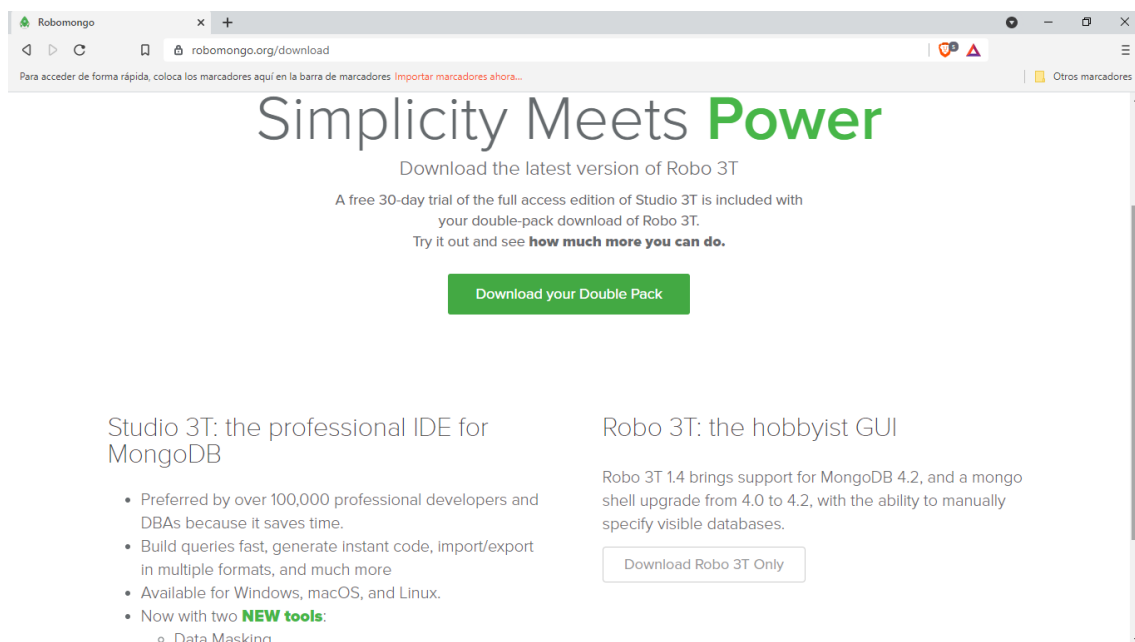 Robomongo
robomongo.org/download
Para acceder de forma rápida, coloca los marcadores aquí en la barra de marcadores Importar marcadores ahora...
Otros marcadores
Simplicity Meets Power
Download the latest version of Robo 3T
A free 30-day trial of the full access edition of Studio 3T is included with
your double-pack download of Robo 3T.
Try it out and see how much more you can do.
Download your Double Pack
Studio 3T: the professional IDE for
MongoDB
• Preferred by over 100,000 professional developers and
DBAs because it saves time.
• Build queries fast, generate instant code, import/export
in multiple formats, and much more
• Available for Windows, macOS, and Linux.
• Now with two NEW tools:
Data Masking
Robo 3T: the hobbyist GUI
Robo 3T 1.4 brings support for MongoDB 4.2, and a mongo
shell upgrade from 4.0 to 4.2, with the ability to manually
specify visible databases.
Download Robo 3T Only